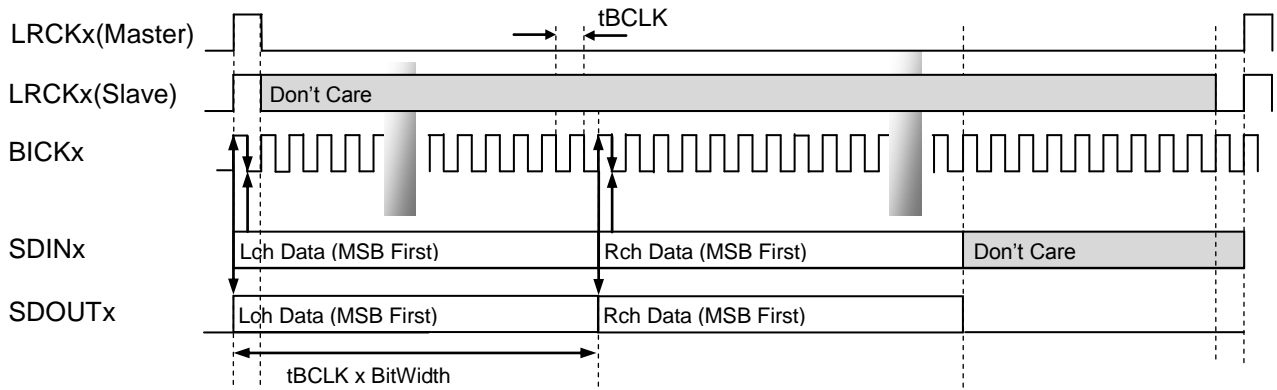 tBCLK
LRCKx(Master)
LRCKx(Slave)
Don't Care
BICKx
SDINx
Lch Data (MSB First)
Rch Data (MSB First)
Don't Care
SDOUTx
Lch Data (MSB First)
Rch Data (MSB First)
tBCLK x BitWidth